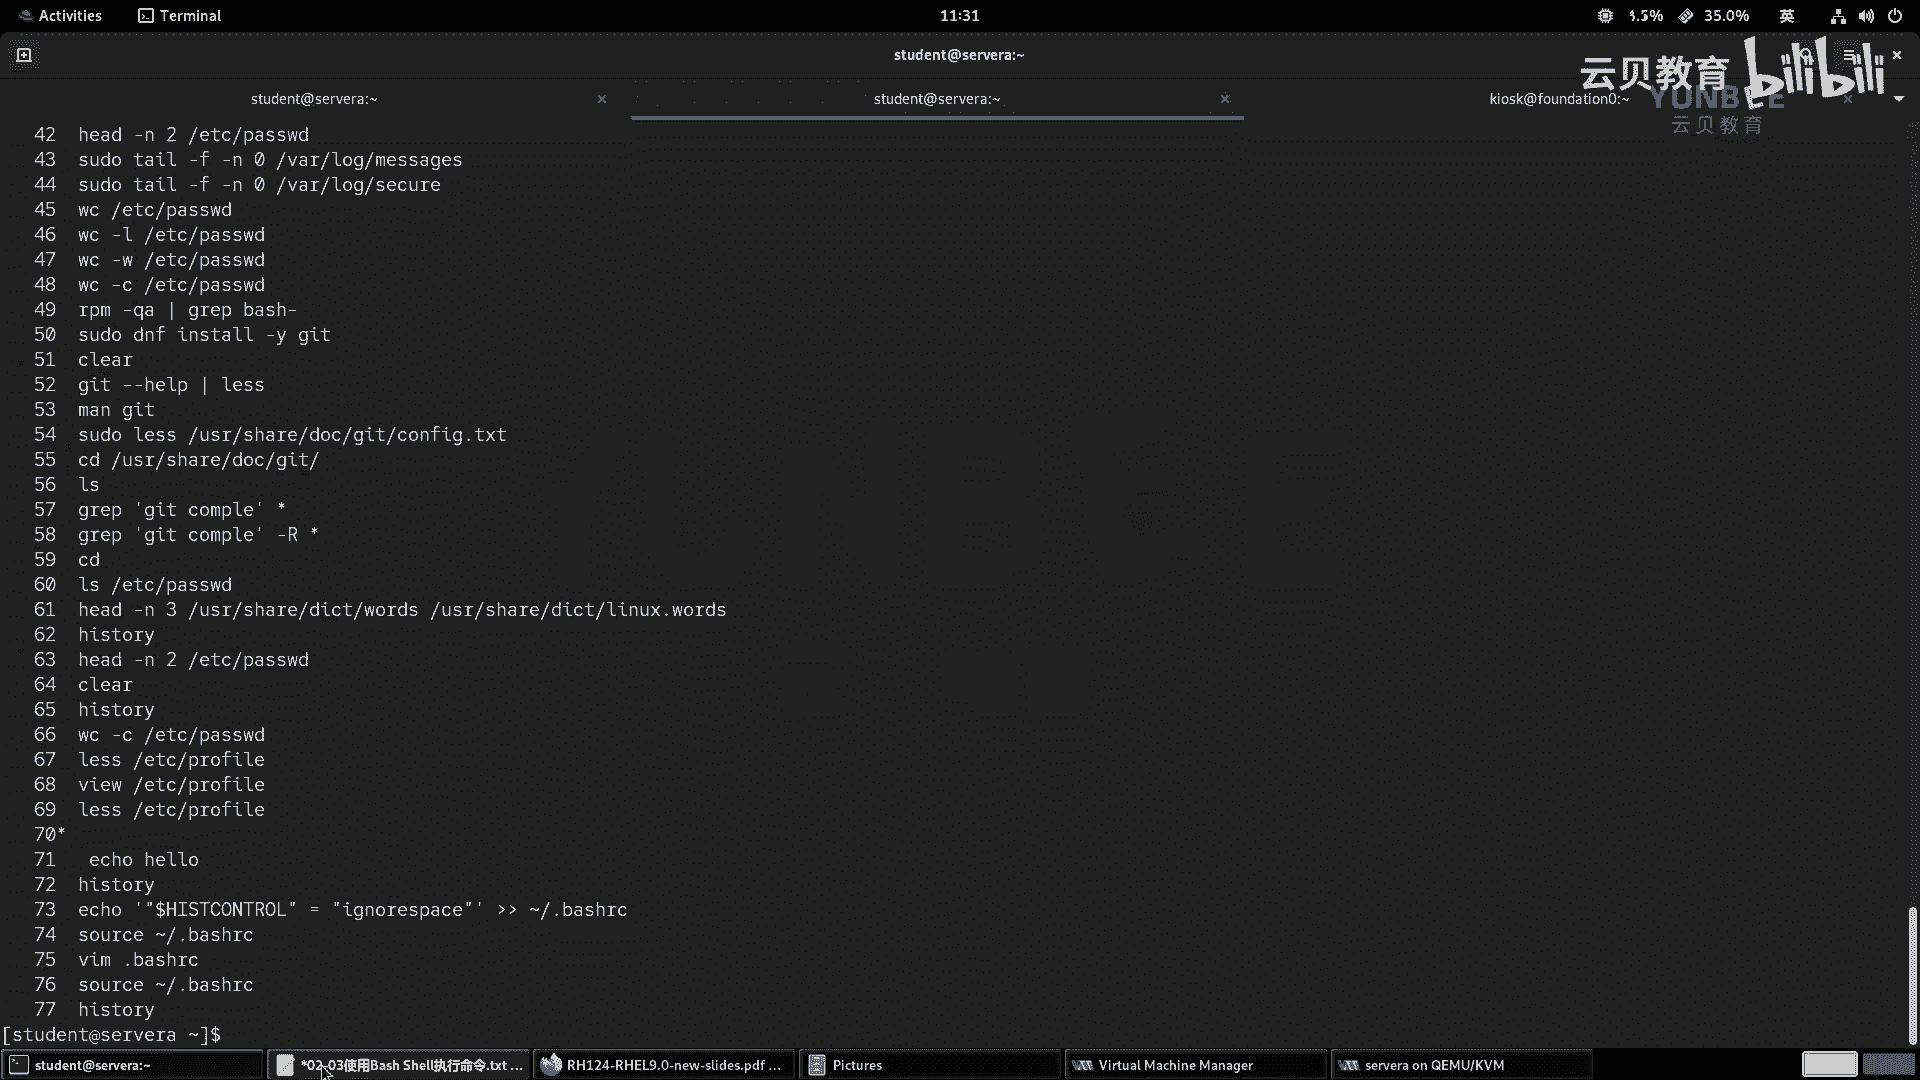 Activities Terminal 11:31 4.5% 35.0% 英
student@servera:~
云贝教育 bilibili
student@servera:~ student@servera:~ kiosk@foundation0:~
YUNBEE
云贝教育
42 head -n 2 /etc/passwd
43 sudo tail -f -n 0 /var/log/messages
44 sudo tail -f -n 0 /var/log/secure
45 wc /etc/passwd
46 wc -l /etc/passwd
47 wc -w /etc/passwd
48 wc -c /etc/passwd
49 rpm -qa | grep bash-
50 sudo dnf install -y git
51 clear
52 git --help | less
53 man git
54 sudo less /usr/share/doc/git/config.txt
55 cd /usr/share/doc/git/
56 ls
57 grep 'git comple' *
58 grep 'git comple' -R *
59 cd
60 ls /etc/passwd
61 head -n 3 /usr/share/dict/words /usr/share/dict/linux.words
62 history
63 head -n 2 /etc/passwd
64 clear
65 history
66 wc -c /etc/passwd
67 less /etc/profile
68 view /etc/profile
69 less /etc/profile
70*
71  echo hello
72 history
73 echo '"$HISTCONTROL" = "ignorespace"' >> ~/.bashrc
74 source ~/.bashrc
75 vim .bashrc
76 source ~/.bashrc
77 history
[student@servera ~]$
student@servera:~ *02-03使用Bash Shell执行命令.txt ... RH124-RHEL9.0-new-slides.pdf ... Pictures Virtual Machine Manager servera on QEMU/KVM